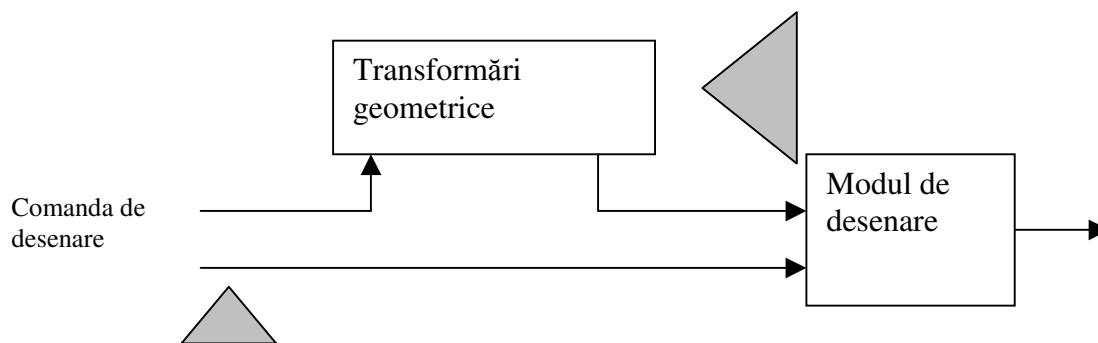 Transformări
geometrice
Comanda de
desenare
Modul de
desenare